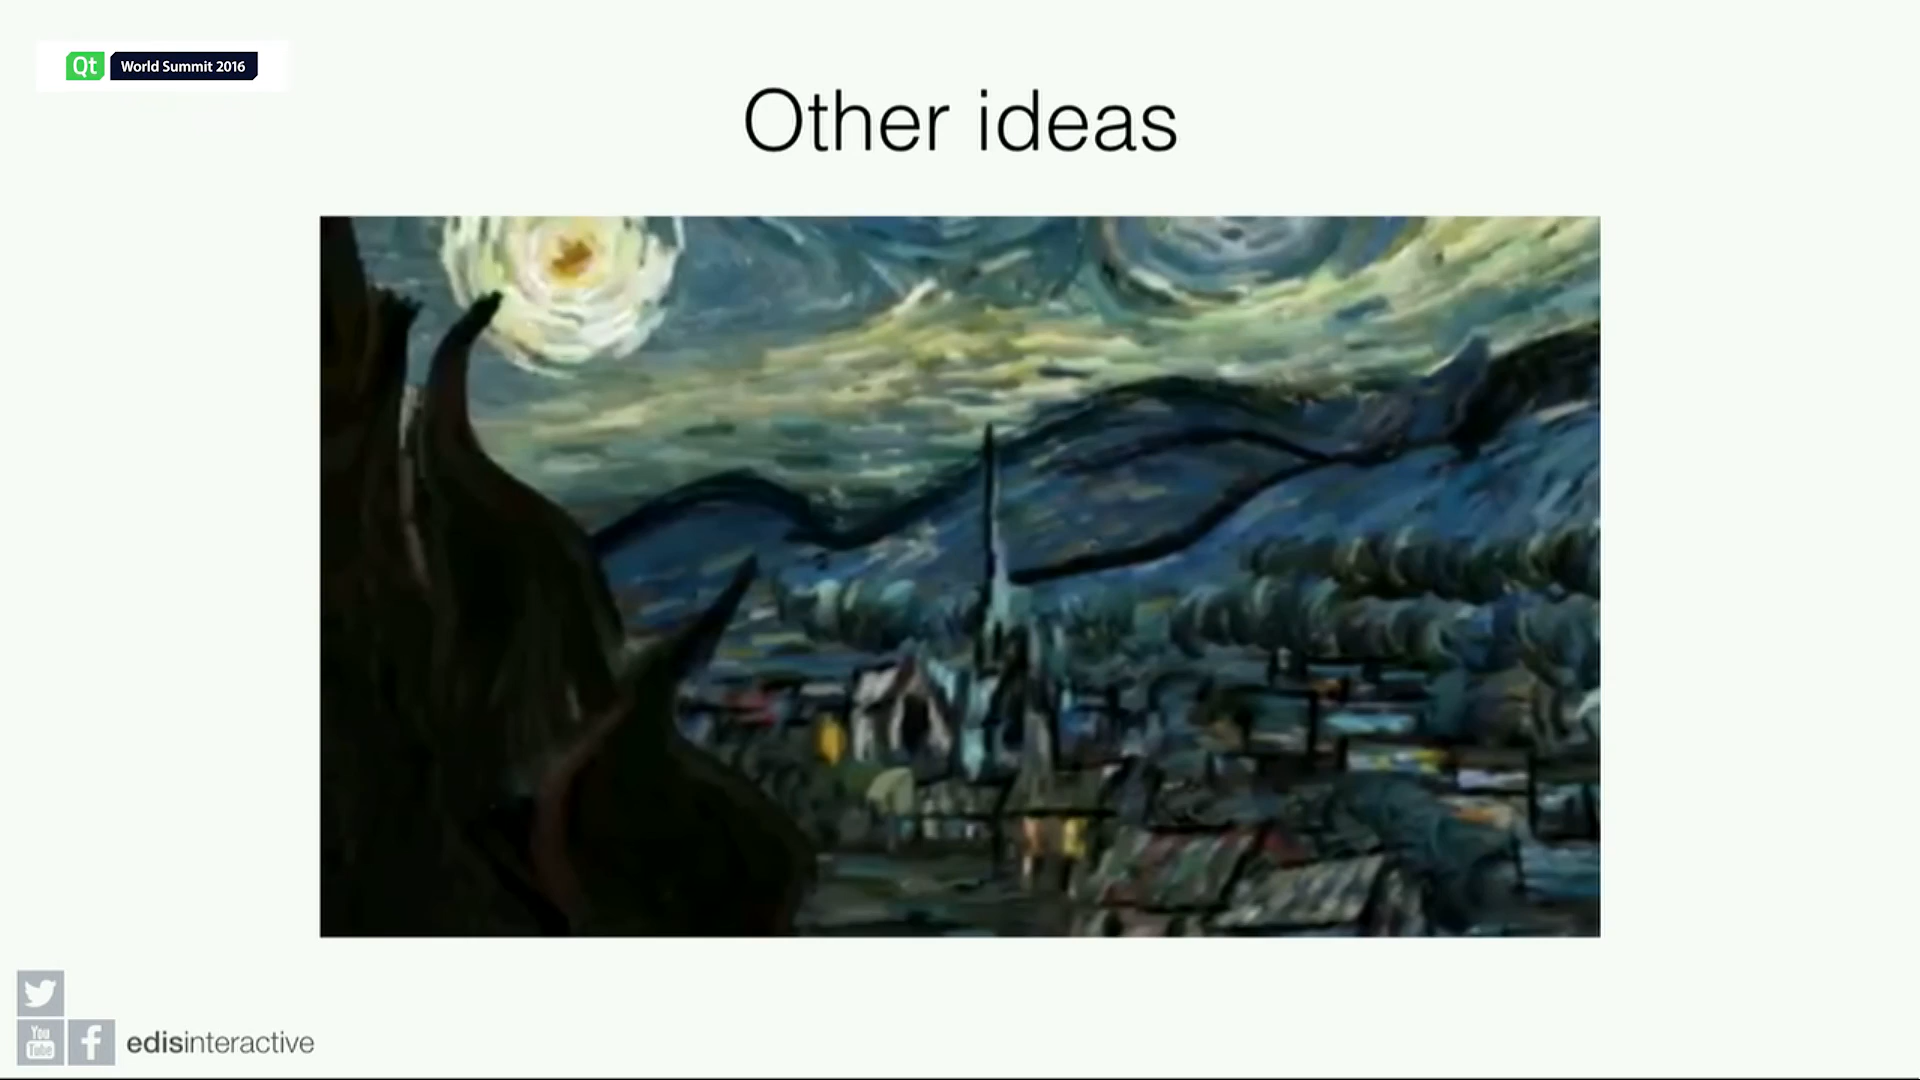 Qt World Summit 2016
Other ideas
You
Tube
f edisinteractive